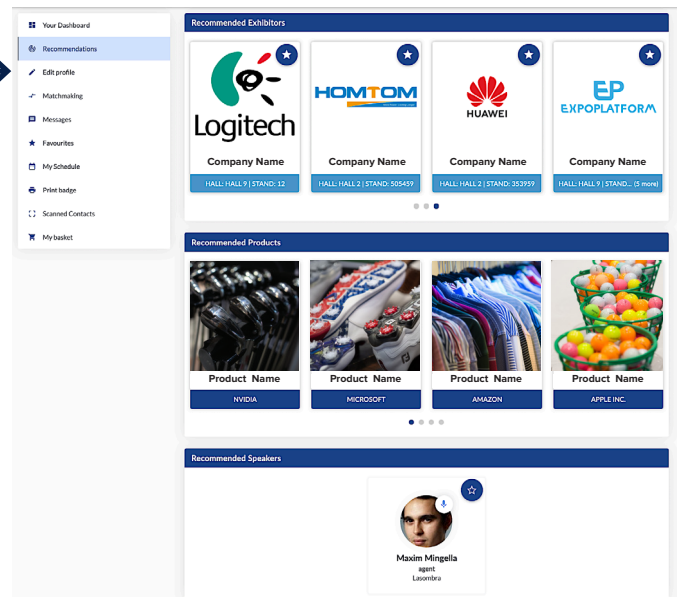 Your Dashboard
Recommendations
Edit profile
Matchmaking
Messages
Favourites
My Schedule
Print badge
Scanned Contacts
My basket
Recommended Exhibitors
Logitech
HOMTOM
HUAWEI
EP
EXPOPLATFORM
Company Name
Company Name
Company Name
Company Name
HALL: HALL 9 | STAND: 12
HALL: HALL 2 | STAND: 505459
HALL: HALL 2 | STAND: 353959
HALL: HALL 9 | STAND... (5 more)
Recommended Products
Product Name
Product Name
Product Name
Product Name
NVIDIA
MICROSOFT
AMAZON
APPLE INC.
Recommended Speakers
Maxim Mingella
agent
Lasombra